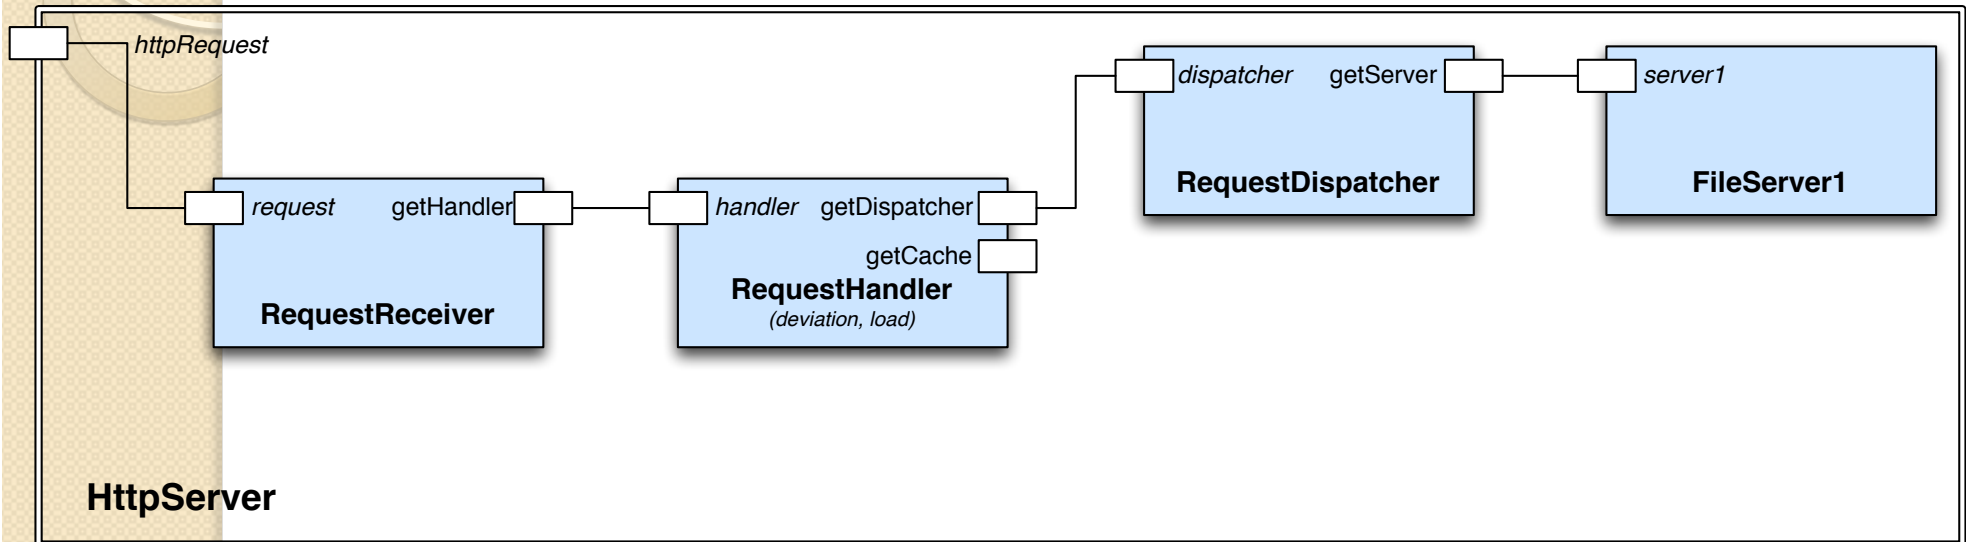 httpRequest
dispatcher getServer
server1
RequestDispatcher
FileServer1
request getHandler
handler getDispatcher
getCache
RequestHandler
(deviation, load)
RequestReceiver
HttpServer